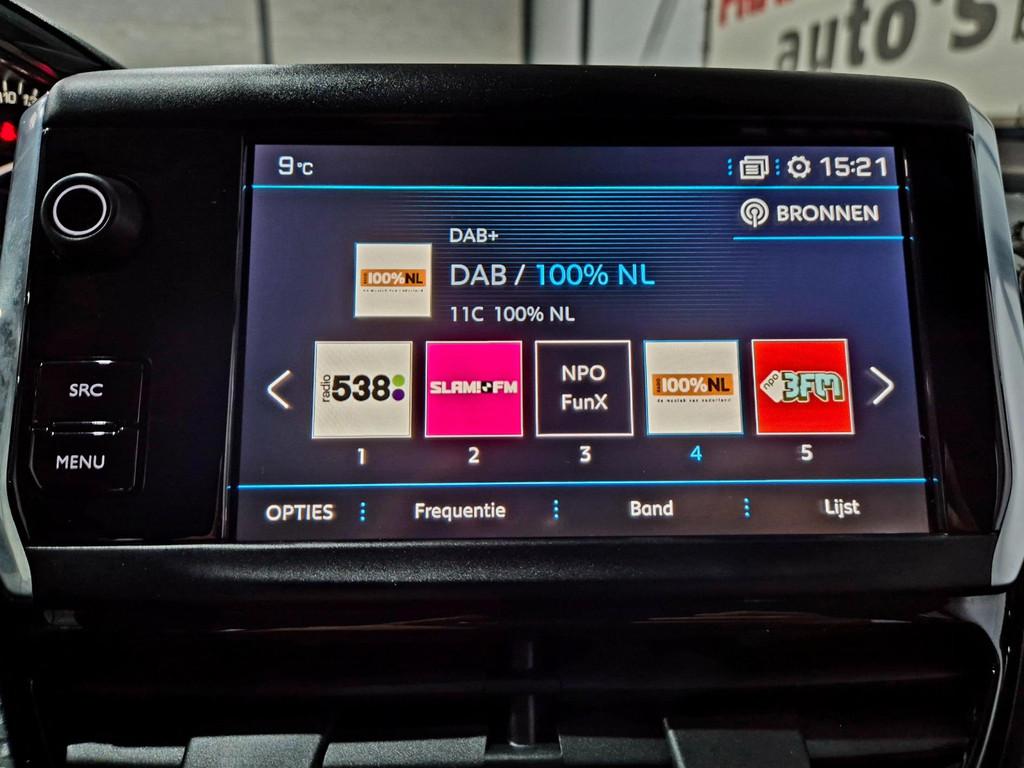 auto's
9°C
15:21
BRONNEN
DAB+
100%NL
DAB / 100% NL
11C 100% NL
radio 538
SLAM! FM
NPO
FunX
100%NL
npo 3FM
1
2
3
4
5
SRC
MENU
OPTIES
Frequentie
Band
Lijst